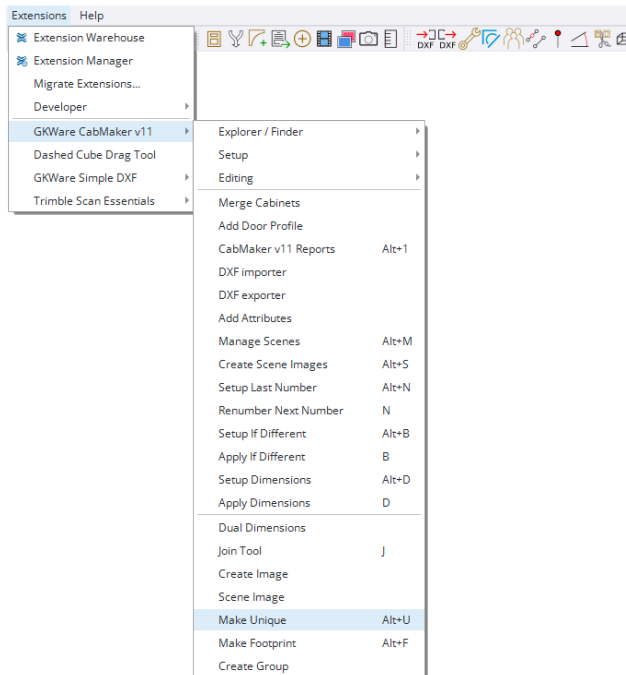 Extensions Help
Extension Warehouse
Extension Manager
Migrate Extensions...
Developer
GKWare CabMaker v11
Dashed Cube Drag Tool
GKWare Simple DXF
Trimble Scan Essentials
DXF DXF
Explorer / Finder
Setup
Editing
Merge Cabinets
Add Door Profile
CabMaker v11 Reports Alt+1
DXF importer
DXF exporter
Add Attributes
Manage Scenes Alt+M
Create Scene Images Alt+S
Setup Last Number Alt+N
Renumber Next Number N
Setup If Different Alt+B
Apply If Different B
Setup Dimensions Alt+D
Apply Dimensions D
Dual Dimensions
Join Tool J
Create Image
Scene Image
Make Unique Alt+U
Make Footprint Alt+F
Create Group